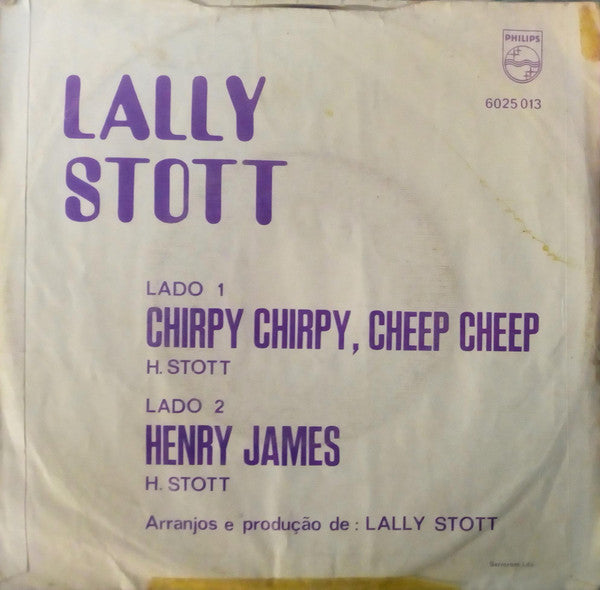 PHILIPS
6025 013
LALLY
STOTT
LADO 1
CHIRPY CHIRPY, CHEEP CHEEP
H. STOTT
LADO 2
HENRY JAMES
H. STOTT
Arranjos e produção de: LALLY STOTT